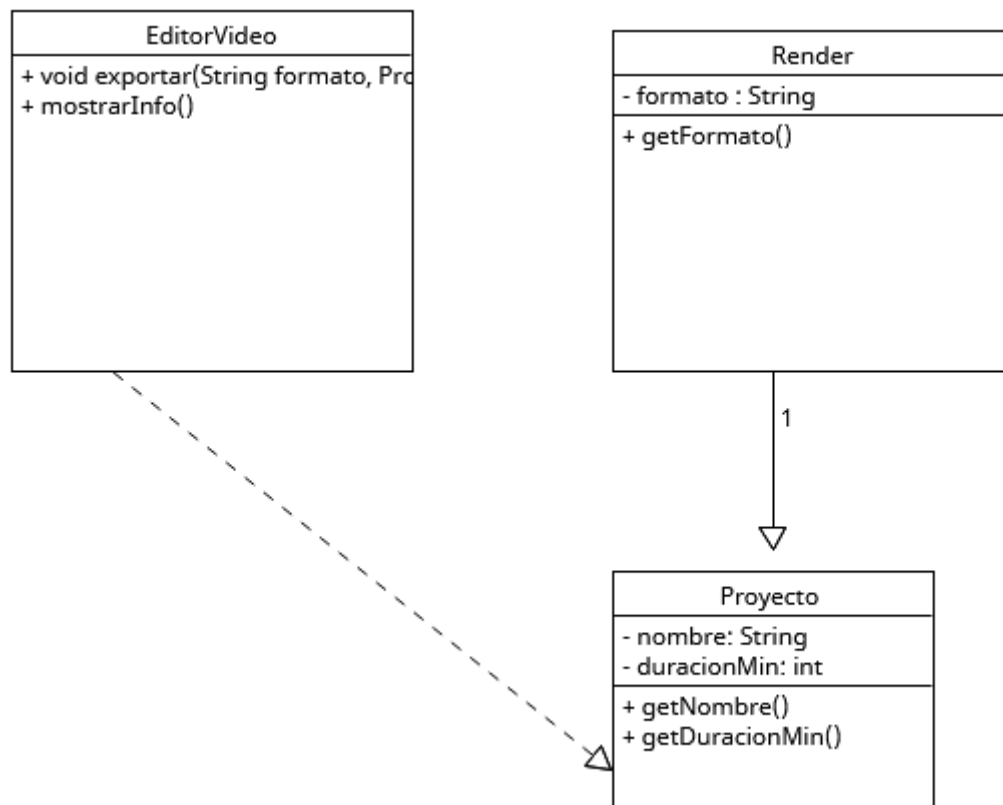 EditorVideo
+ void exportar(String formato, Pro
+ mostrarInfo()
Render
- formato : String
+ getFormato()
1
Proyecto
- nombre: String
- duracionMin: int
+ getNombre()
+ getDuracionMin()